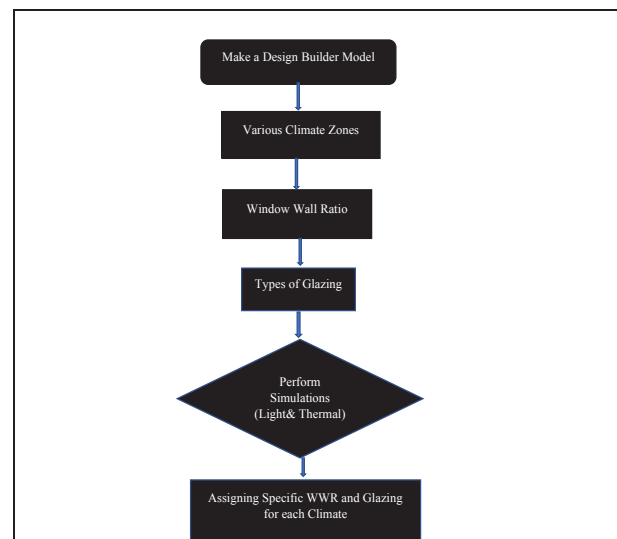 Make a Design Builder Model
Various Climate Zones
Window Wall Ratio
Types of Glazing
Perform
Simulations
(Light& Thermal)
Assigning Specific WWR and Glazing
for each Climate